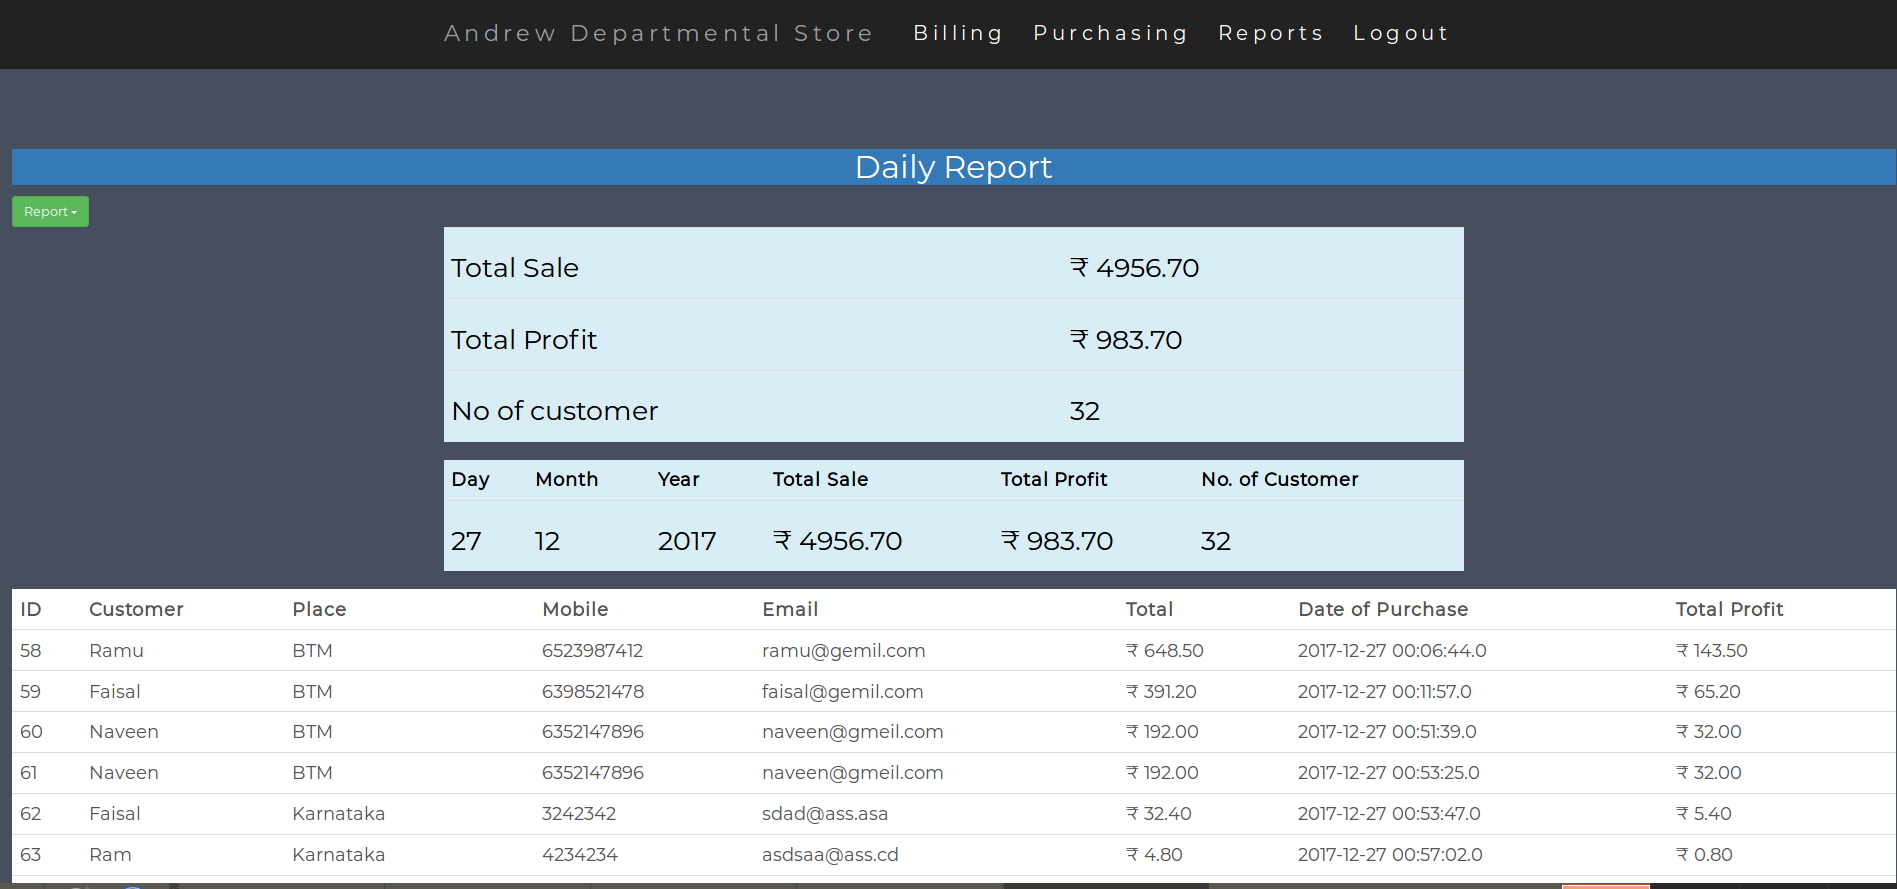 Andrew Departmental Store Billing Purchasing Reports Logout
Daily Report
Report
Total Sale ₹ 4956.70
Total Profit ₹ 983.70
No of customer 32
Day Month Year Total Sale Total Profit No. of Customer
27 12 2017 ₹ 4956.70 ₹ 983.70 32
ID Customer Place Mobile Email Total Date of Purchase Total Profit
58 Ramu BTM 6523987412 ramu@gemil.com ₹ 648.50 2017-12-27 00:06:44.0 ₹ 143.50
59 Faisal BTM 6398521478 faisal@gemil.com ₹ 391.20 2017-12-27 00:11:57.0 ₹ 65.20
60 Naveen BTM 6352147896 naveen@gmeil.com ₹ 192.00 2017-12-27 00:51:39.0 ₹ 32.00
61 Naveen BTM 6352147896 naveen@gmeil.com ₹ 192.00 2017-12-27 00:53:25.0 ₹ 32.00
62 Faisal Karnataka 3242342 sdad@ass.asa ₹ 32.40 2017-12-27 00:53:47.0 ₹ 5.40
63 Ram Karnataka 4234234 asdsaa@ass.cd ₹ 4.80 2017-12-27 00:57:02.0 ₹ 0.80